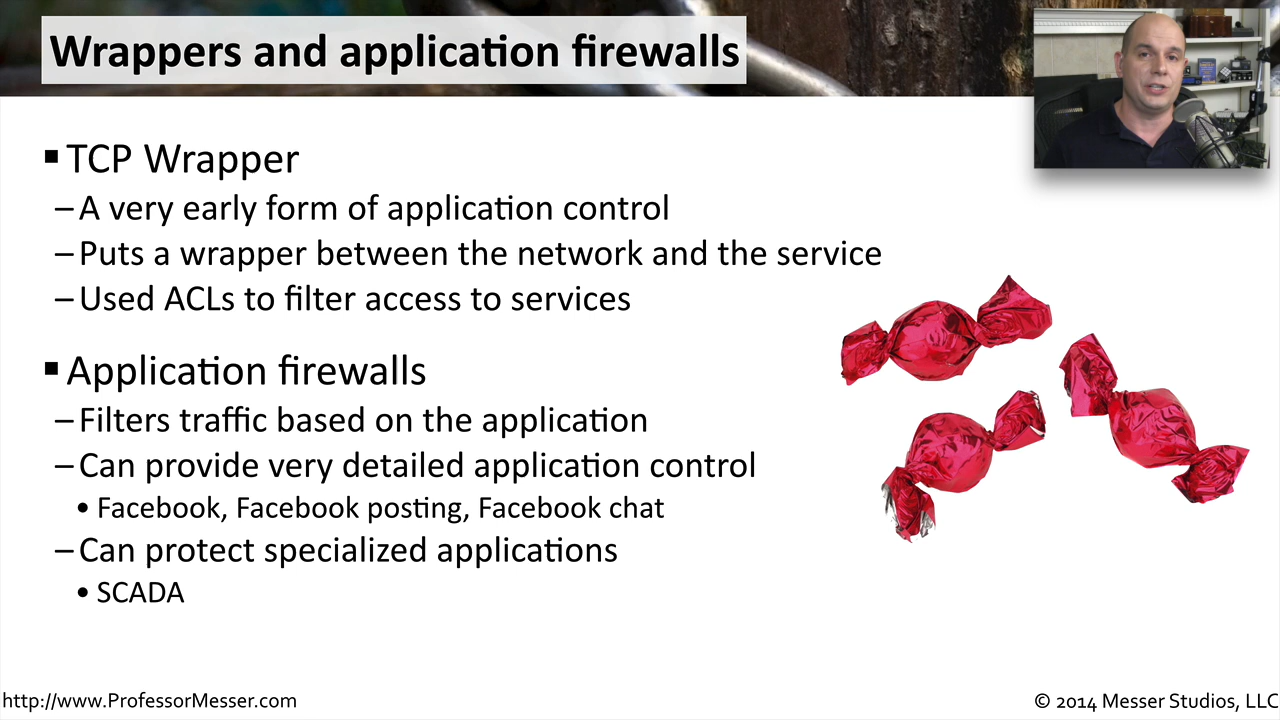 Wrappers and application firewalls
▪ TCP Wrapper
– A very early form of application control
– Puts a wrapper between the network and the service
– Used ACLs to filter access to services
▪ Application firewalls
– Filters traffic based on the application
– Can provide very detailed application control
• Facebook, Facebook posting, Facebook chat
– Can protect specialized applications
• SCADA
http://www.ProfessorMesser.com
© 2014 Messer Studios, LLC